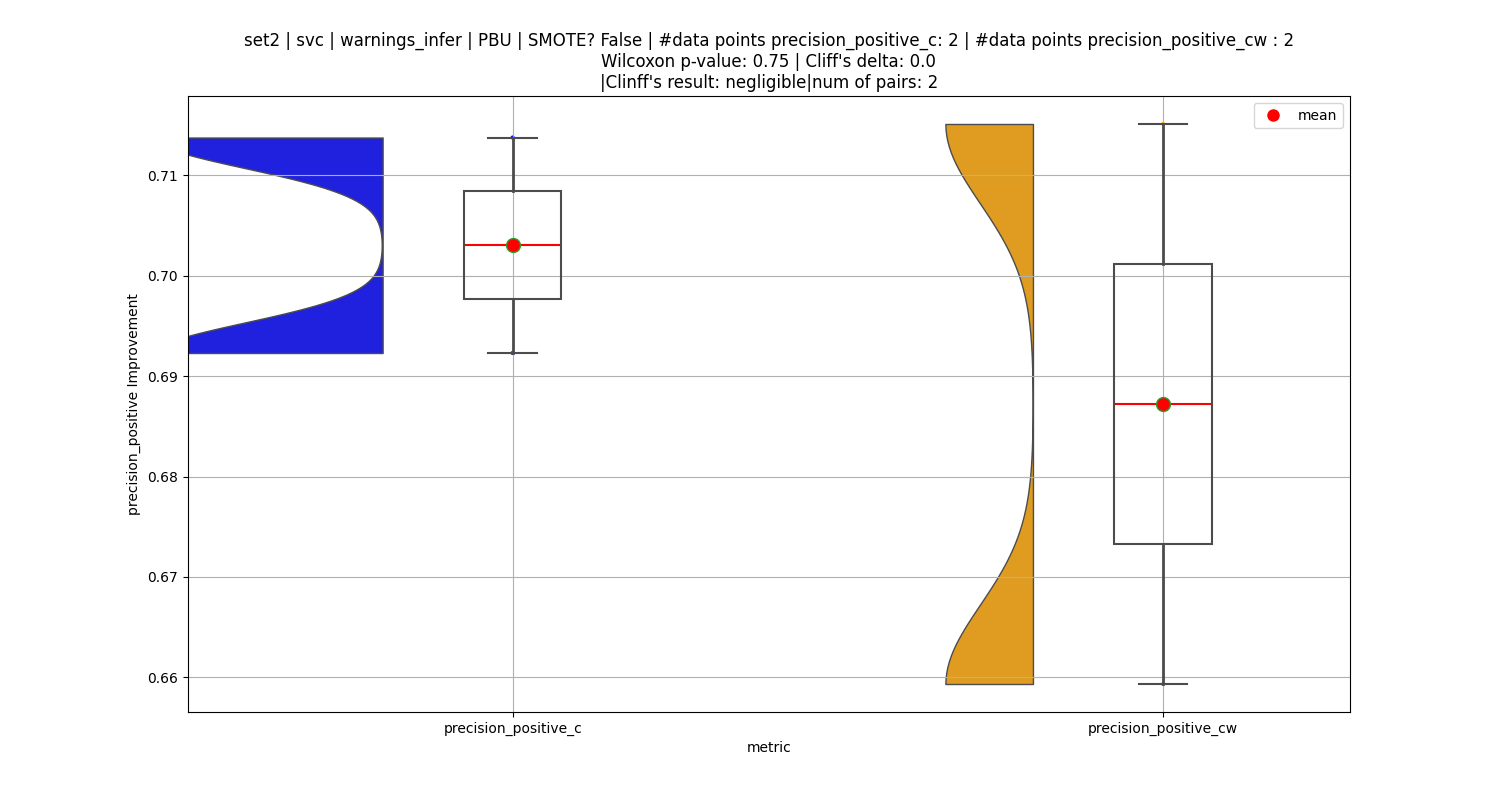 set2 | svc | warnings_infer | PBU | SMOTE? False | #data points precision_positive_c: 2 | #data points precision_positive_cw : 2
Wilcoxon p-value: 0.75 | Cliff's delta: 0.0
|Clinff's result: negligible|num of pairs: 2
mean
0.71
0.70
0.69
0.68
0.67
0.66
precision_positive Improvement
precision_positive_c
precision_positive_cw
metric